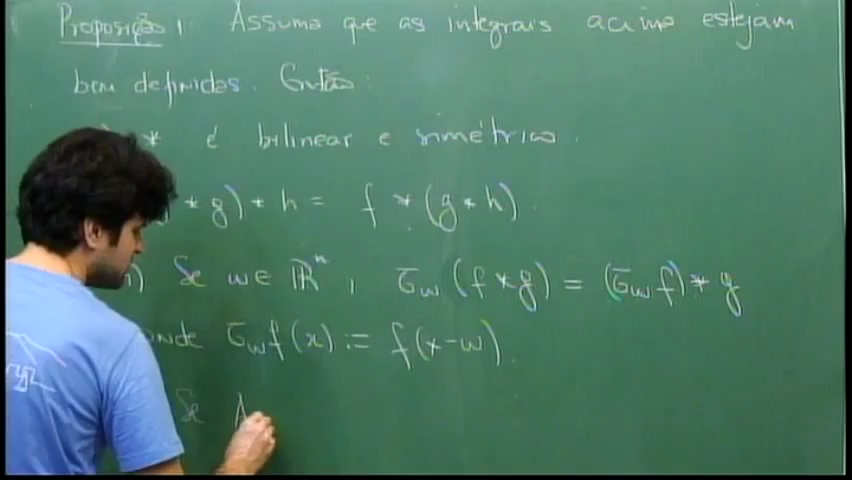 Proposição 1. Assuma que as integrais acima estejam
bem definidas. Então:
* é bilinear e simétrica.
* g) * h = f * (g * h).
) Se w ∈ ℝⁿ, τ_w (f * g) = (τ_w f) * g
onde τ_w f(x) := f(x-w).
Se A